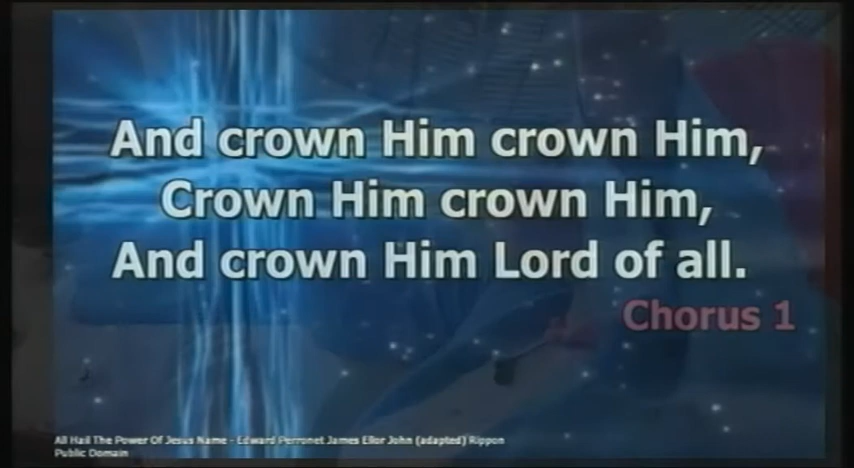 And crown Him crown Him,
Crown Him crown Him,
And crown Him Lord of all.
Chorus 1
All Hail The Power Of Jesus Name - Edward Perronet James Ellor John (adapted) Rippon
Public Domain